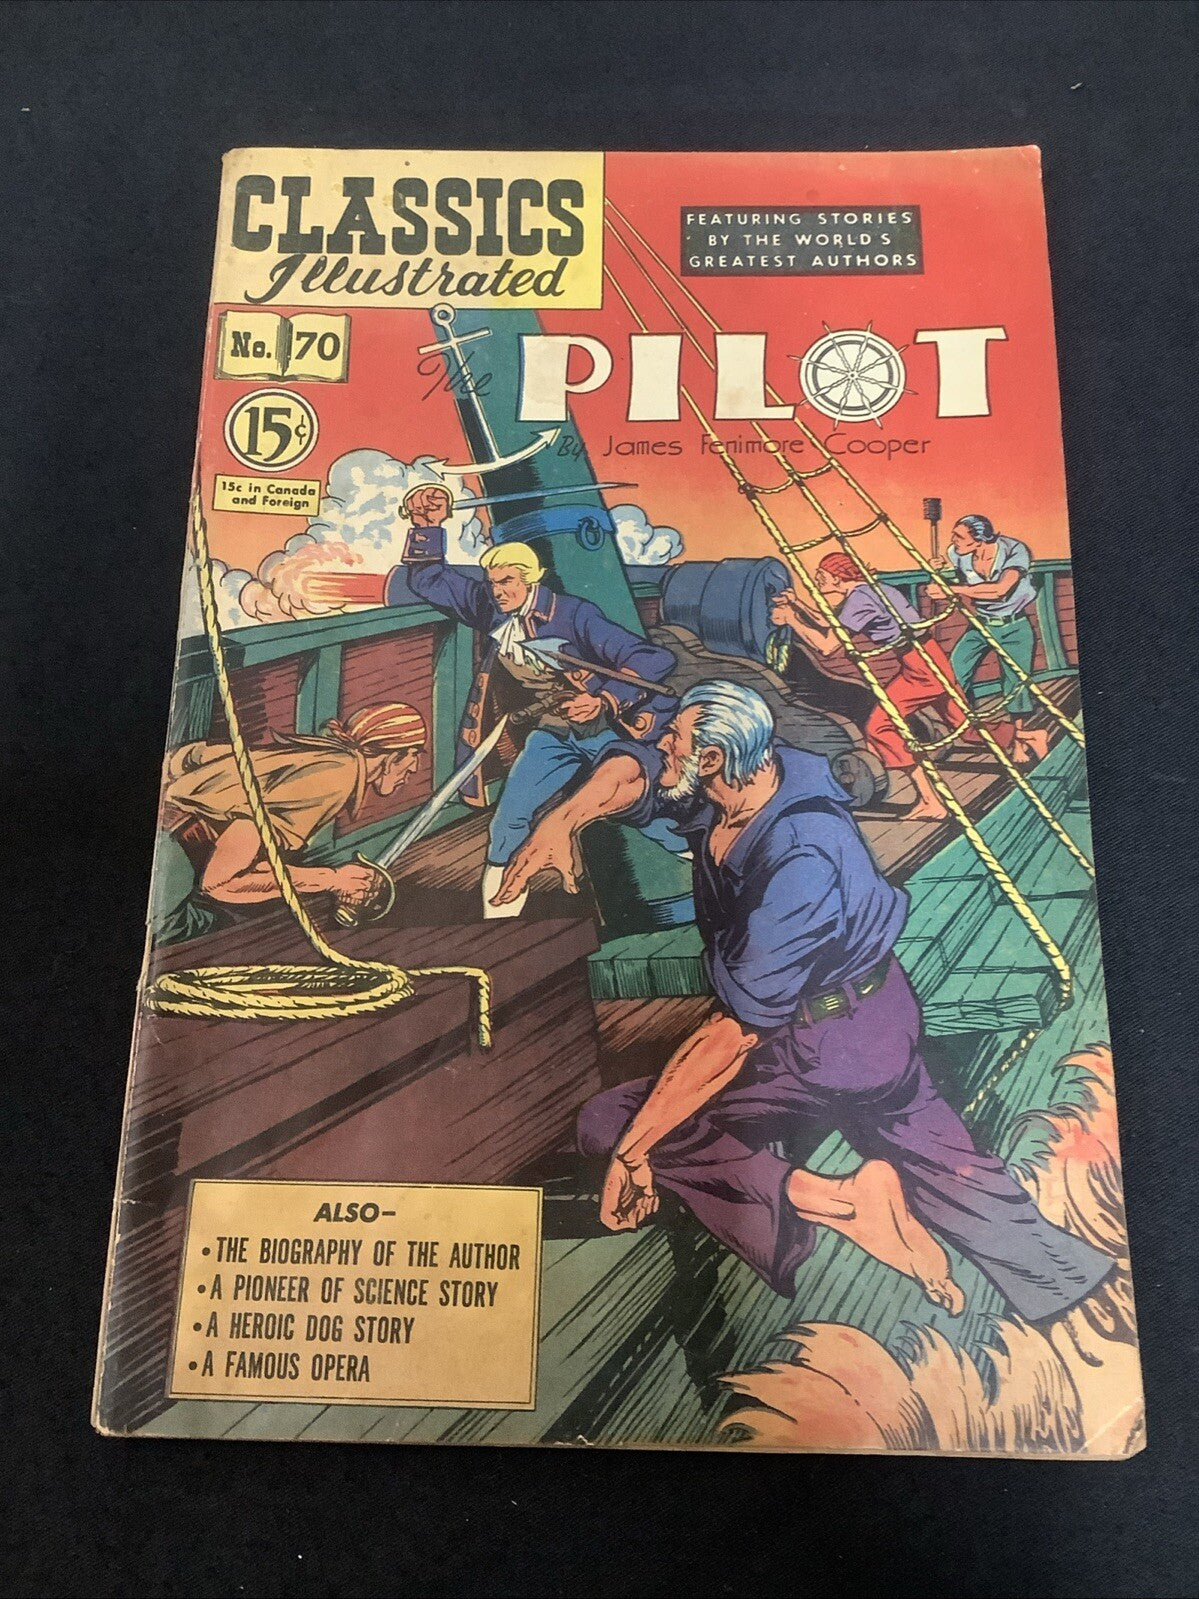 CLASSICS
Illustrated
No. 70
15¢
15c in Canada
and Foreign
FEATURING STORIES
BY THE WORLD'S
GREATEST AUTHORS
The PILOT
By James Fenimore Cooper
ALSO-
• THE BIOGRAPHY OF THE AUTHOR
• A PIONEER OF SCIENCE STORY
• A HEROIC DOG STORY
• A FAMOUS OPERA